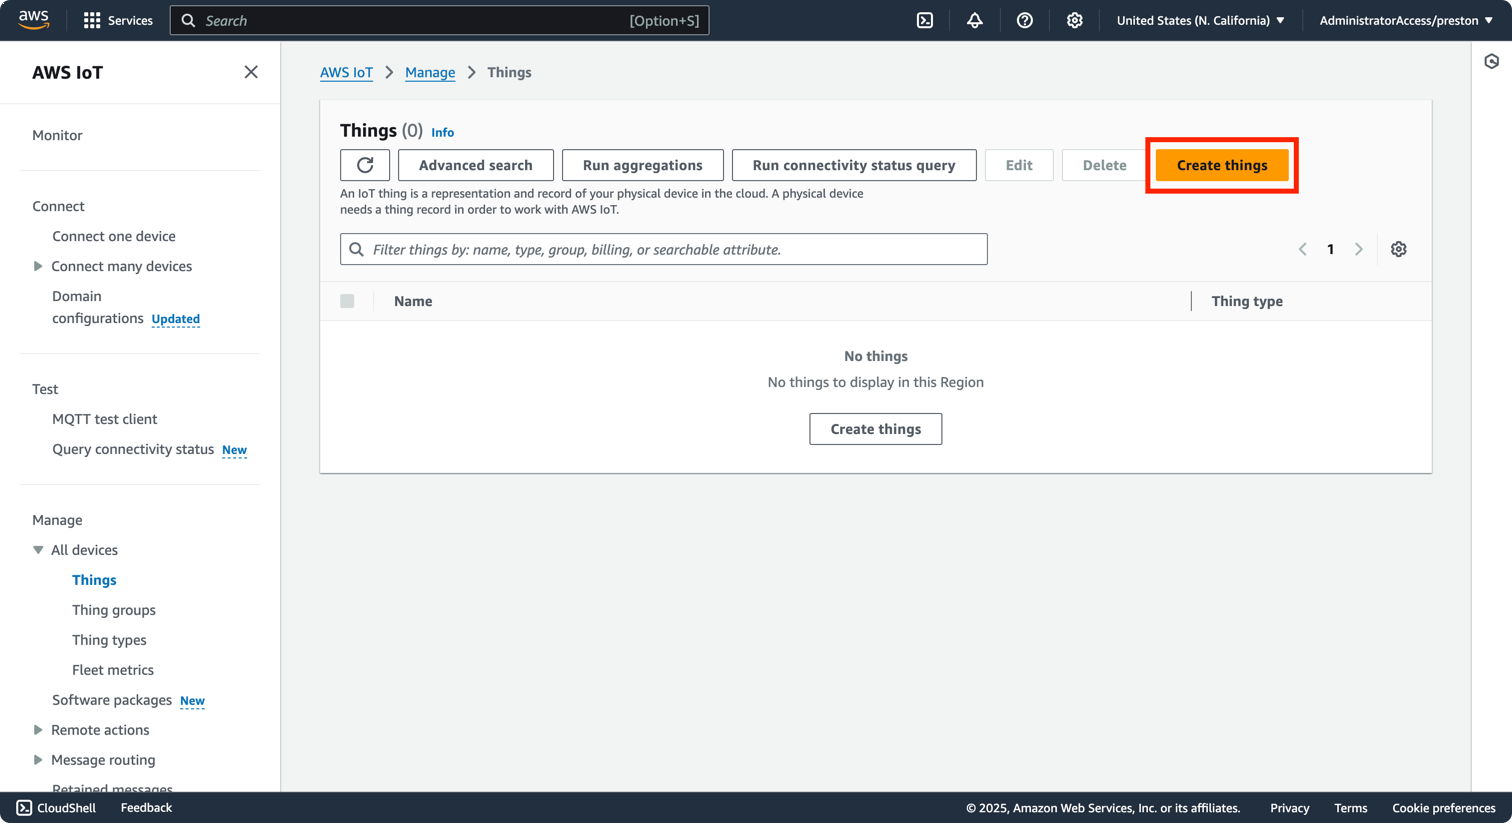 aws
Services
Search
[Option+S]
United States (N. California)
AdministratorAccess/preston
AWS IoT
Monitor
Connect
Connect one device
Connect many devices
Domain
configurations Updated
Test
MQTT test client
Query connectivity status New
Manage
All devices
Things
Thing groups
Thing types
Fleet metrics
Software packages New
Remote actions
Message routing
Retained messages
AWS IoT > Manage > Things
Things (0) Info
Advanced search
Run aggregations
Run connectivity status query
Edit
Delete
Create things
An IoT thing is a representation and record of your physical device in the cloud. A physical device
needs a thing record in order to work with AWS IoT.
Filter things by: name, type, group, billing, or searchable attribute.
1
Name
Thing type
No things
No things to display in this Region
Create things
CloudShell
Feedback
© 2025, Amazon Web Services, Inc. or its affiliates.
Privacy
Terms
Cookie preferences